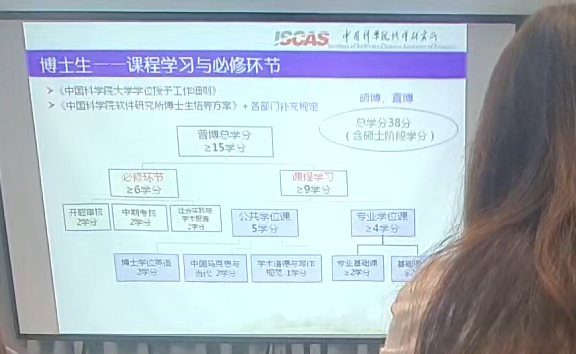 ISCAS 中国科学院软件研究所
Institute of Software Chinese Academy of Sciences
博士生——课程学习与必修环节
《中国科学院大学学位授予工作细则》
《中国科学院软件研究所博士生培养方案》+ 各部门补充规定
硕博、直博
总学分38分
(含硕士阶段学分)
普博总学分
≥15学分
必修环节
≥6学分
课程学习
≥9学分
开题审核
2学分
中期考核
2学分
社会实践与
学术报告
2学分
公共学位课
5学分
专业学位课
≥4学分
博士学位英语
2学分
中国马克思与
当代 2学分
学术道德与写作
规范 1学分
专业基础课
≥2学分